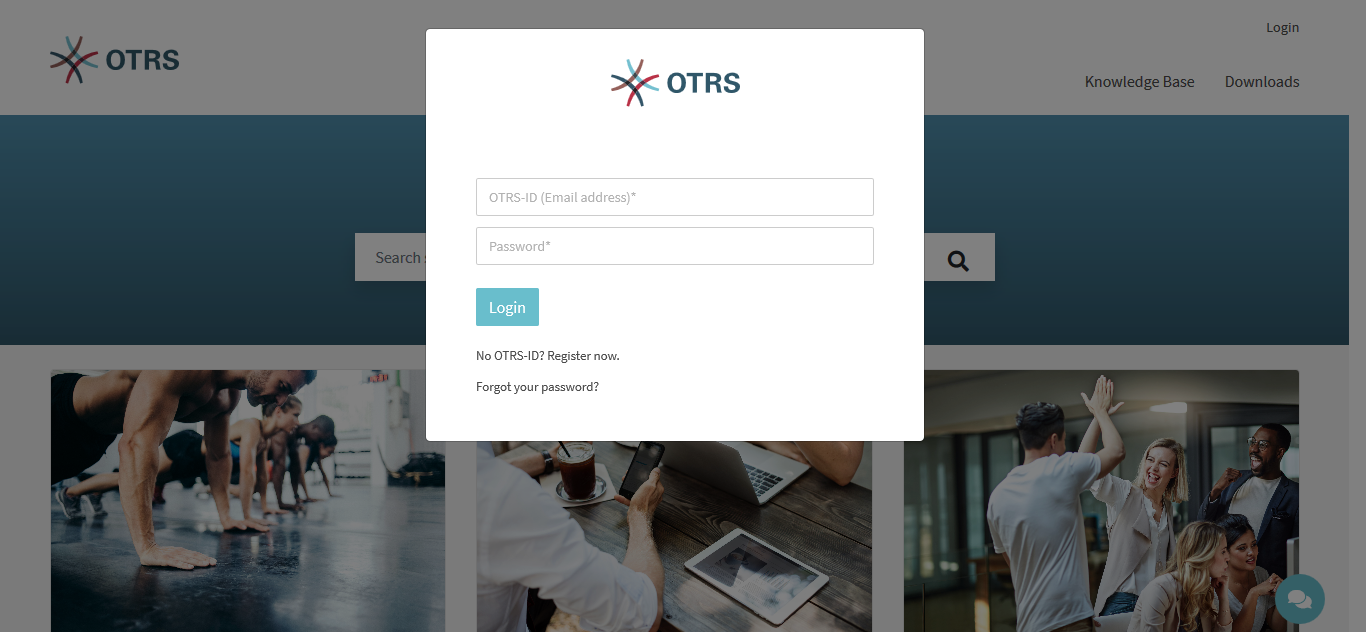 Login
OTRS
Knowledge Base
Downloads
OTRS
OTRS-ID (Email address)*
Password*
Search
Login
No OTRS-ID? Register now.
Forgot your password?